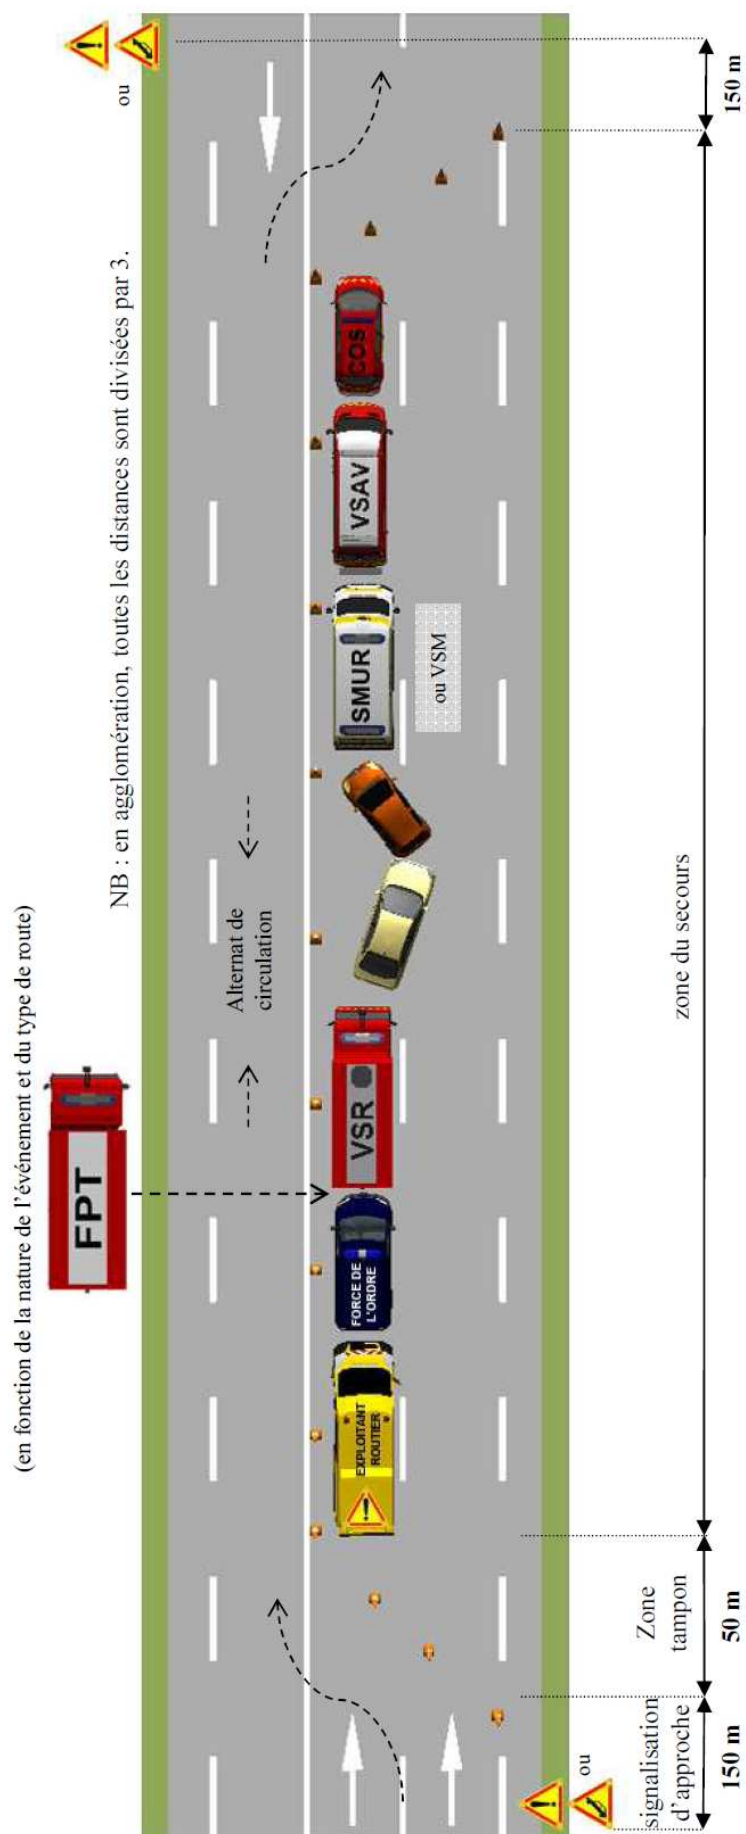 (en fonction de la nature de l'événement et du type de route)
FPT
NB : en agglomération, toutes les distances sont divisées par 3.
ou
Alternat de
circulation
EXPLOITANT
ROUTIER
FORCE DE
L'ORDRE
VSR
SMUR
VSAV
COS
ou VSM
ou
signalisation
d'approche
150 m
Zone
tampon
50 m
zone du secours
150 m